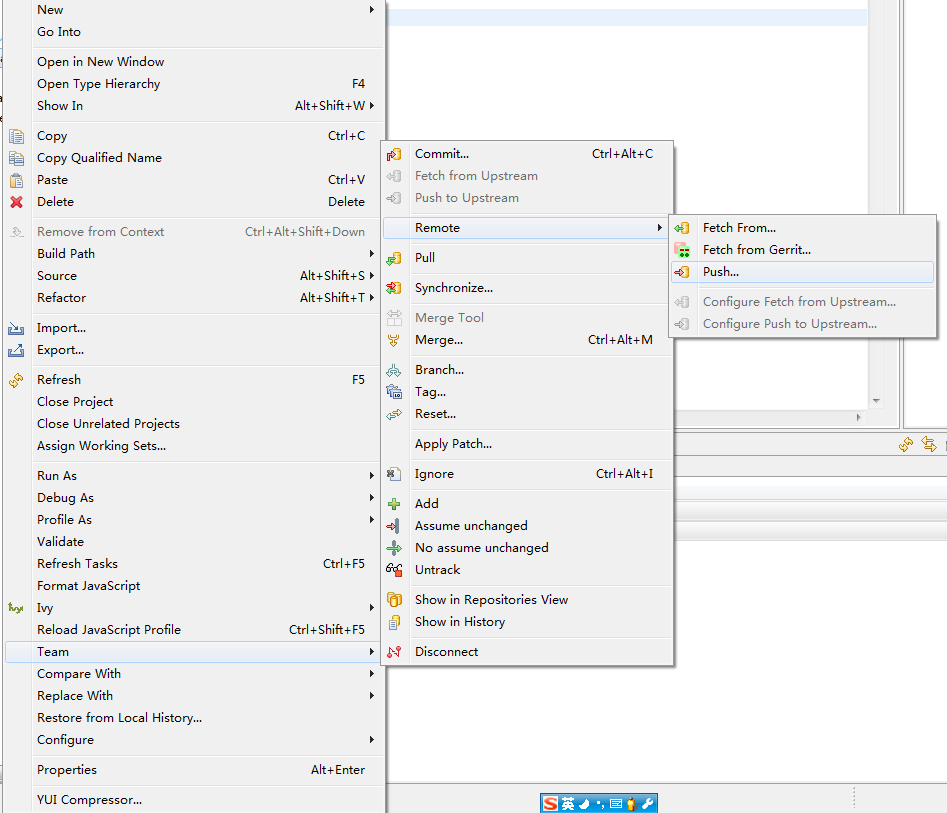 New
Go Into
Open in New Window
Open Type Hierarchy F4
Show In Alt+Shift+W
Copy Ctrl+C
Copy Qualified Name
Paste Ctrl+V
Delete Delete
Remove from Context Ctrl+Alt+Shift+Down
Build Path
Source Alt+Shift+S
Refactor Alt+Shift+T
Import...
Export...
Refresh F5
Close Project
Close Unrelated Projects
Assign Working Sets...
Run As
Debug As
Profile As
Validate
Refresh Tasks Ctrl+F5
Format JavaScript
Ivy
Reload JavaScript Profile Ctrl+Shift+F5
Team
Compare With
Replace With
Restore from Local History...
Configure
Properties Alt+Enter
YUI Compressor...
Commit... Ctrl+Alt+C
Fetch from Upstream
Push to Upstream
Remote
Pull
Synchronize...
Merge Tool
Merge... Ctrl+Alt+M
Branch...
Tag...
Reset...
Apply Patch...
Ignore Ctrl+Alt+I
Add
Assume unchanged
No assume unchanged
Untrack
Show in Repositories View
Show in History
Disconnect
Fetch From...
Fetch from Gerrit...
Push...
Configure Fetch from Upstream...
Configure Push to Upstream...
S 英